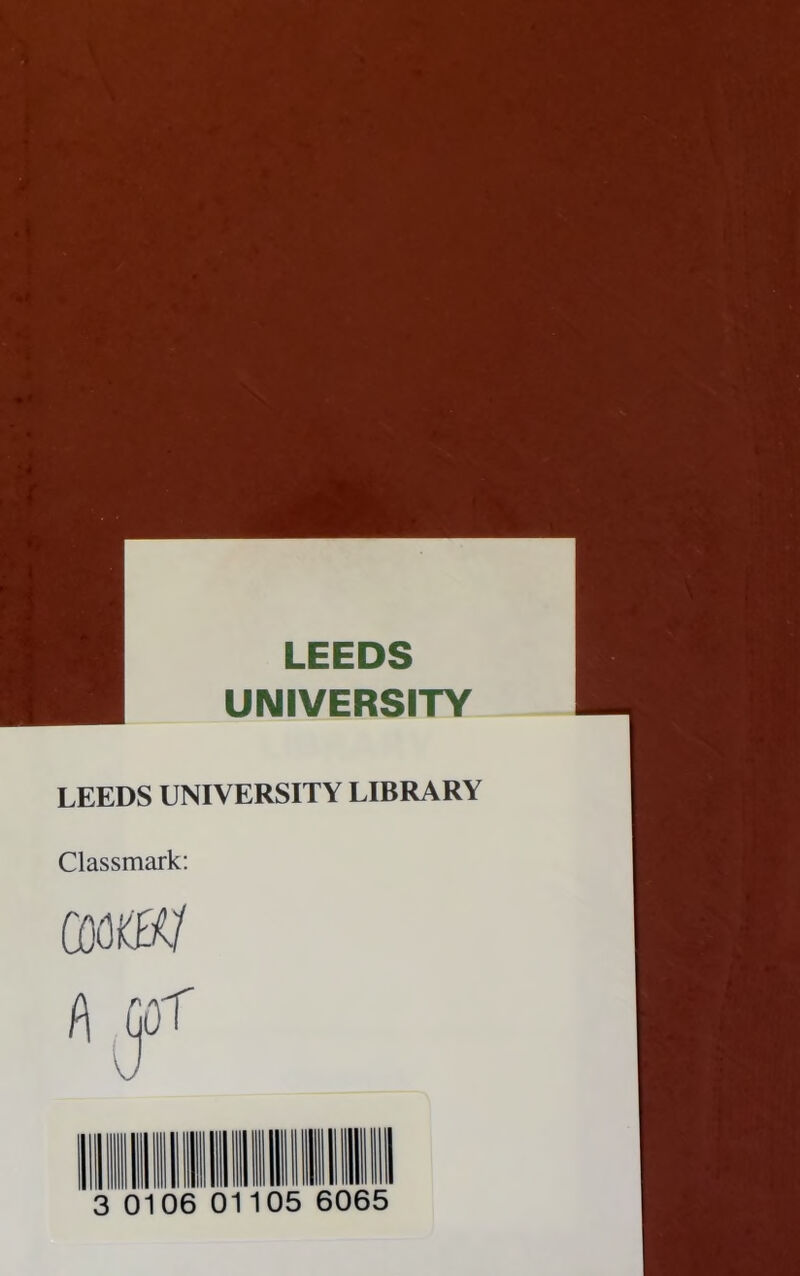 LEEDS
UNIVERSITY
LEEDS UNIVERSITY LIBRARY
Classmark:
COOKERY
A GOT
3 0106 01105 6065